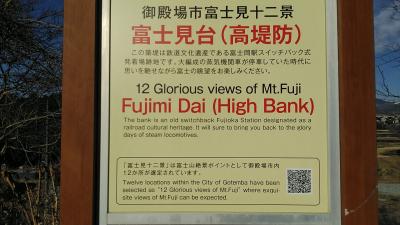 御殿場市富士見十二景
富士見台(高堤防)
この築堤は鉄道文化遺産である富士岡駅スイッチバック式
発着場跡地です。大編成の蒸気機関車が停車していた時代に
思いを馳せながら富士の眺望をお楽しみください。
12 Glorious views of Mt.Fuji
Fujimi Dai (High Bank)
The bank is an old switchback Fujioka Station designated as a
railroad cultural heritage. It will sure to bring you back to the glory
days of steam locomotives.
「富士見十二景」は富士山絶景ポイントとして御殿場市内
12か所が選定されています。
Twelve locations within the City of Gotemba have been
selected as "12 Glorious views of Mt.Fuji" where exqui-
site views of Mt.Fuji can be expected.